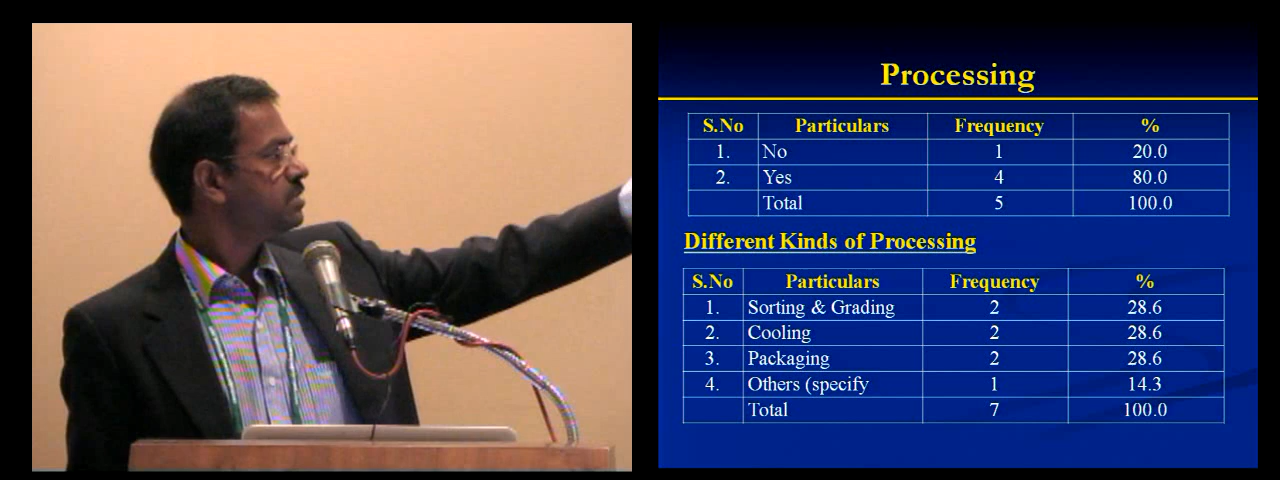 Processing
S.No Particulars Frequency %
1. No 1 20.0
2. Yes 4 80.0
Total 5 100.0
Different Kinds of Processing
S.No Particulars Frequency %
1. Sorting & Grading 2 28.6
2. Cooling 2 28.6
3. Packaging 2 28.6
4. Others (specify 1 14.3
Total 7 100.0